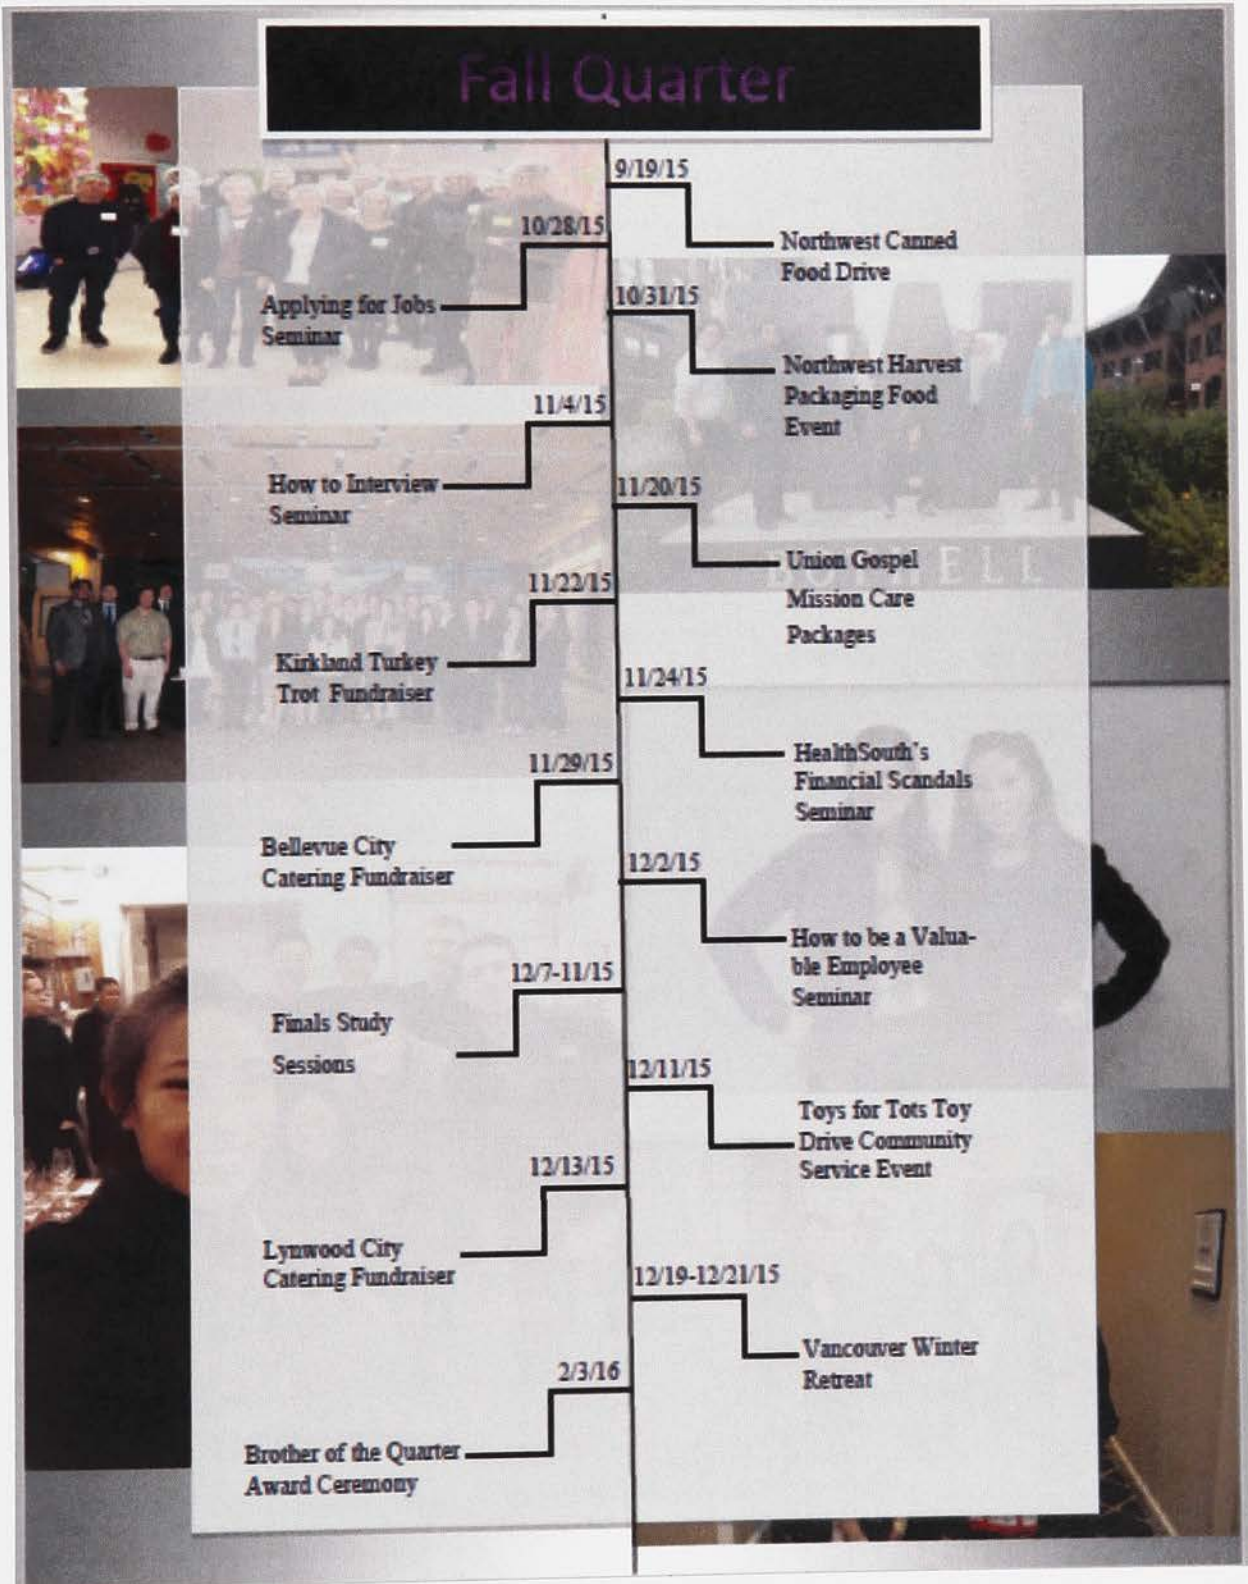 Fall Quarter
9/19/15
Northwest Canned
Food Drive
10/28/15
Applying for Jobs
Seminar
10/31/15
Northwest Harvest
Packaging Food
Event
11/4/15
How to Interview
Seminar
11/20/15
Union Gospel
Mission Care
Packages
11/22/15
Kirkland Turkey
Trot Fundraiser
11/24/15
HealthSouth's
Financial Scandals
Seminar
11/29/15
Bellevue City
Catering Fundraiser
12/2/15
How to be a Valua-
ble Employee
Seminar
12/7-11/15
Finals Study
Sessions
12/11/15
Toys for Tots Toy
Drive Community
Service Event
12/13/15
Lynwood City
Catering Fundraiser
12/19-12/21/15
Vancouver Winter
Retreat
2/3/16
Brother of the Quarter
Award Ceremony